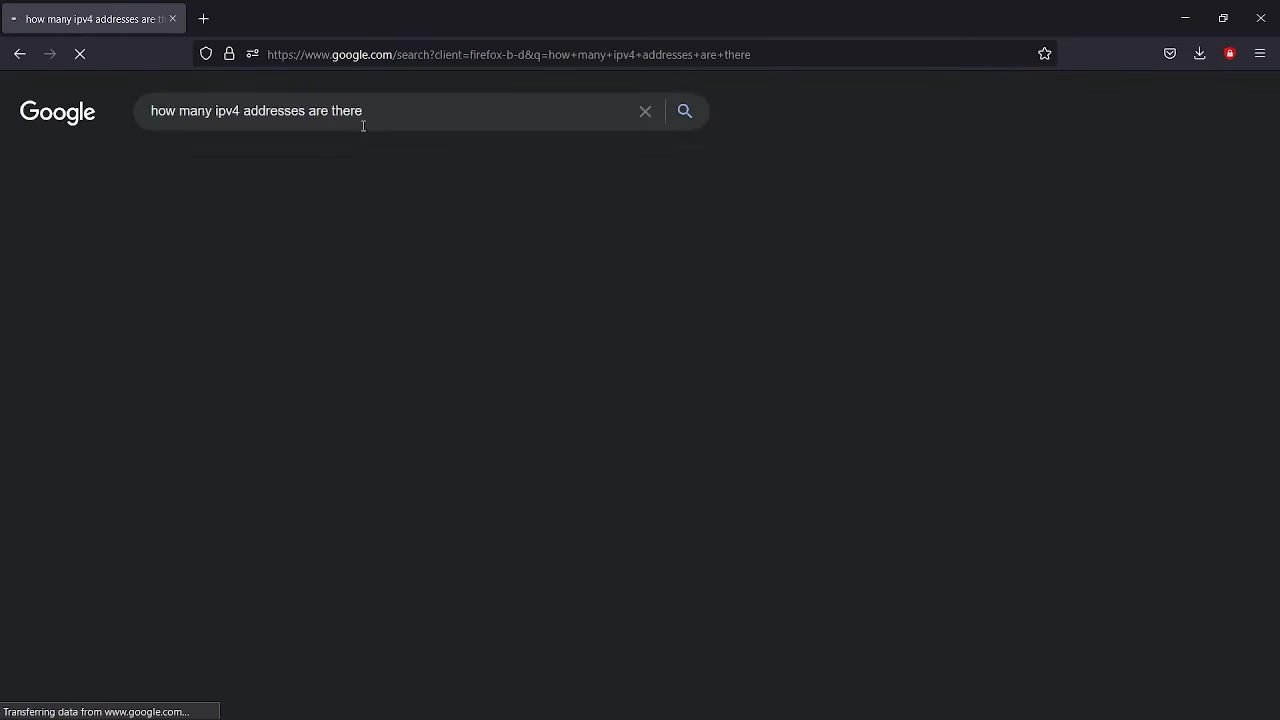 how many ipv4 addresses are th
https://www.google.com/search?client=firefox-b-d&q=how+many+ipv4+addresses+are+there
Google
how many ipv4 addresses are there
Transferring data from www.google.com...